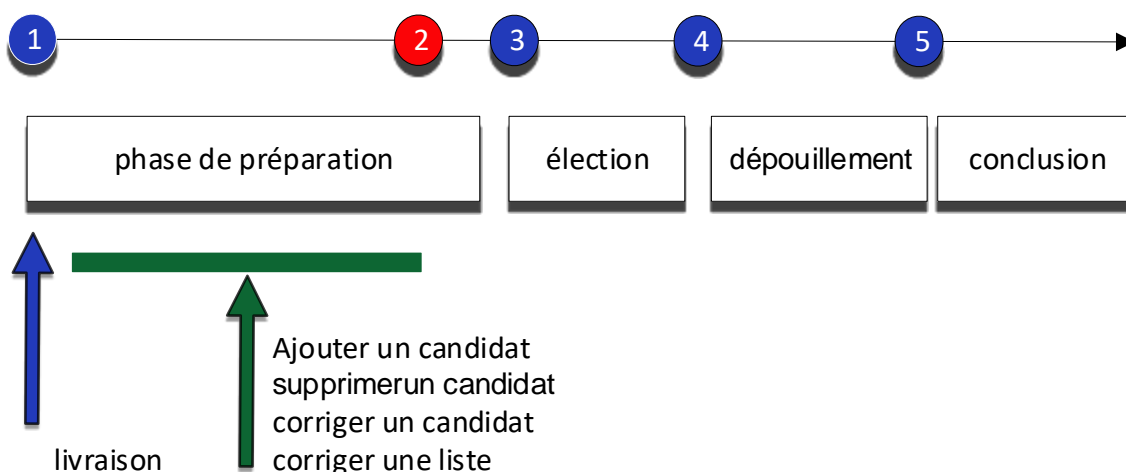 1 2 3 4 5
phase de préparation élection dépouillement conclusion
Ajouter un candidat
supprimerun candidat
corriger un candidat
livraison corriger une liste